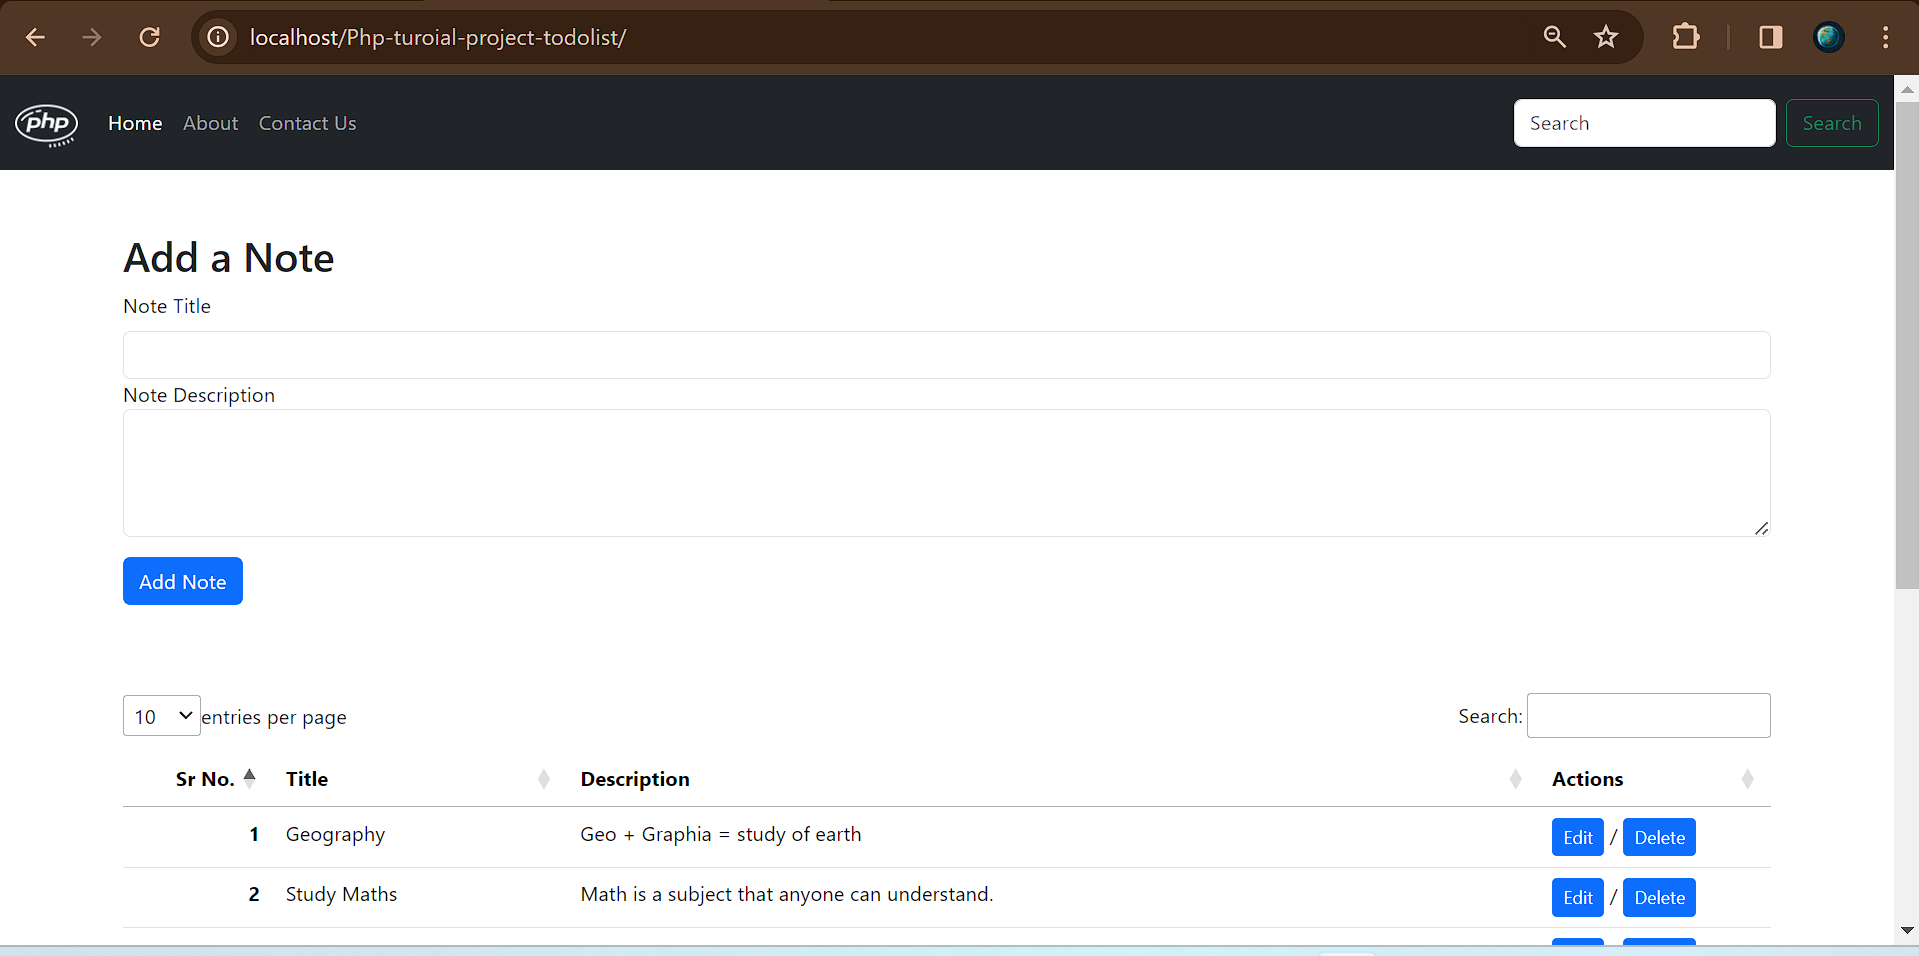 localhost/Php-turoial-project-todolist/
php Home About Contact Us Search Search
Add a Note
Note Title
Note Description
Add Note
10 entries per page Search:
Sr No. Title Description Actions
1 Geography Geo + Graphia = study of earth Edit / Delete
2 Study Maths Math is a subject that anyone can understand. Edit / Delete